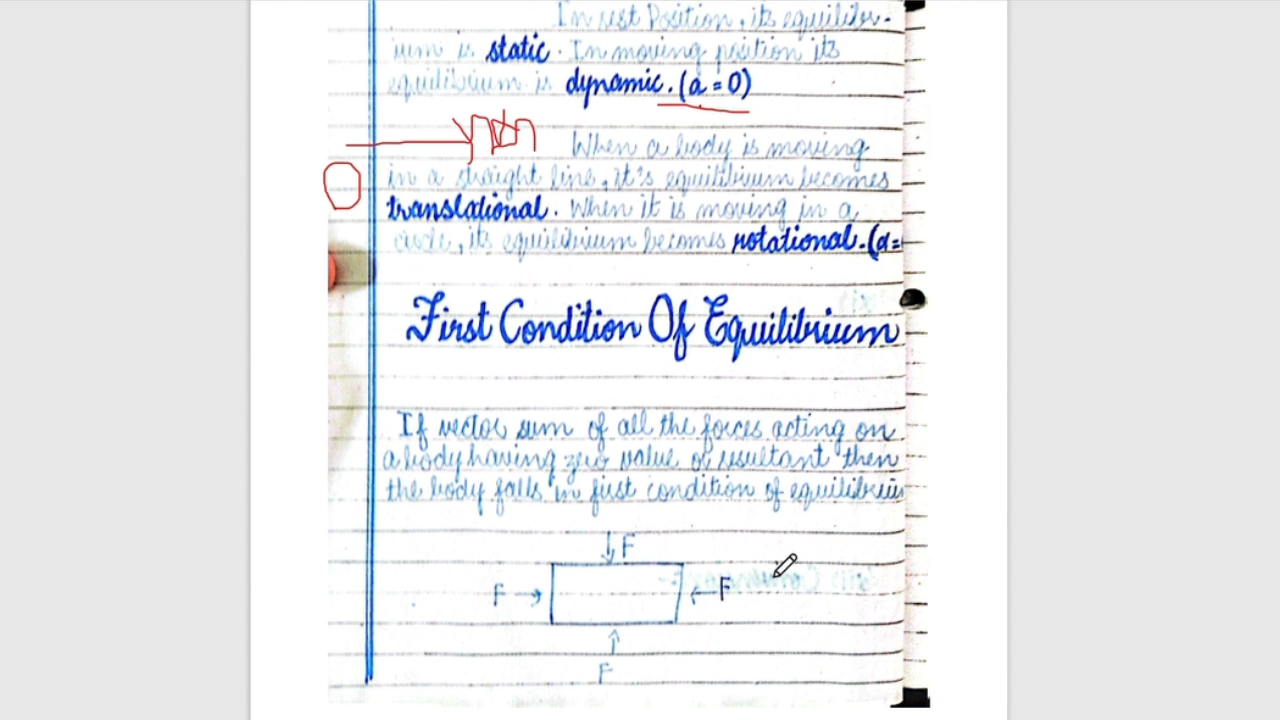 In rest Position, its equilibr-
ium is static. In moving position its
equilibrium is dynamic. (a = 0)
When a body is moving
in a straight line, it's equilibrium becomes
translational. When it is moving in a
circle, its equilibrium becomes rotational. (α=
First Condition Of Equilibrium
If vector sum of all the forces acting on
a body having zero value or resultant then
the body falls in first condition of equilibrium
F
F → ← F
F